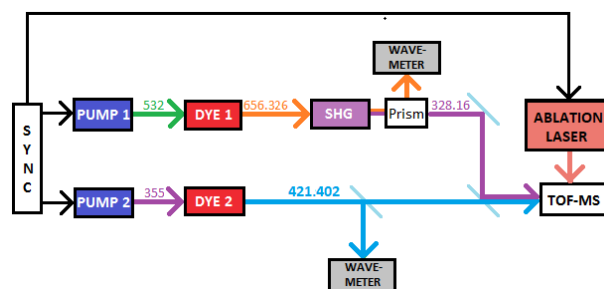 WAVE-
METER
532
656.326
328.16
PUMP 1
DYE 1
SHG
Prism
ABLATION
LASER
S
Y
N
C
355
421.402
PUMP 2
DYE 2
TOF-MS
WAVE-
METER